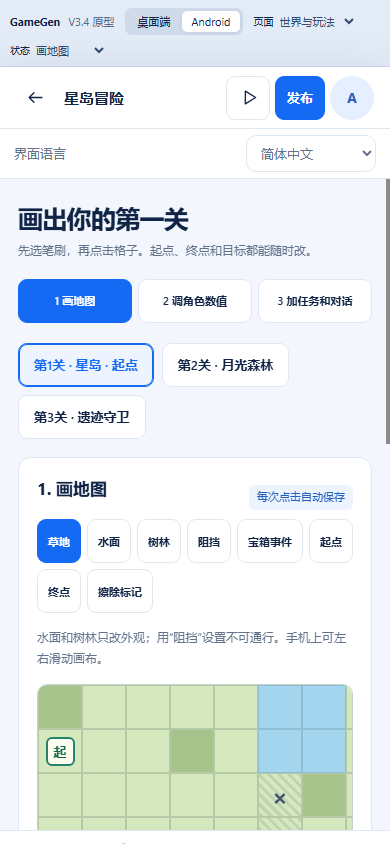 GameGen V3.4 原型 桌面端 Android 页面 世界与玩法
状态 画地图
星岛冒险 发布 A
界面语言 简体中文
画出你的第一关
先选笔刷，再点击格子。起点、终点和目标都能随时改。
1 画地图 2 调角色数值 3 加任务和对话
第1关 · 星岛 · 起点 第2关 · 月光森林
第3关 · 遗迹守卫
1. 画地图 每次点击自动保存
草地 水面 树林 阻挡 宝箱事件 起点
终点 擦除标记
水面和树林只改外观；用“阻挡”设置不可通行。手机上可左
右滑动画布。
起